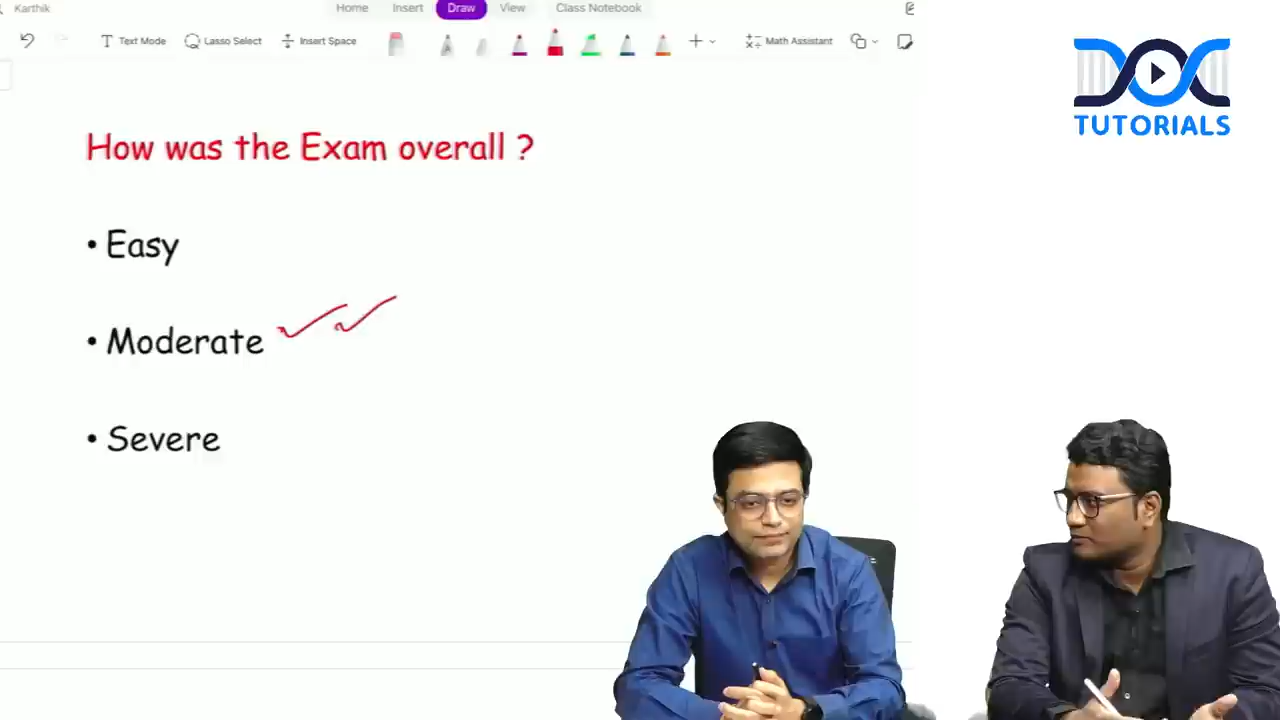 Karthik
Home Insert Draw View Class Notebook
Text Mode Lasso Select Insert Space Math Assistant
DOC
TUTORIALS
How was the Exam overall ?
• Easy
• Moderate
• Severe